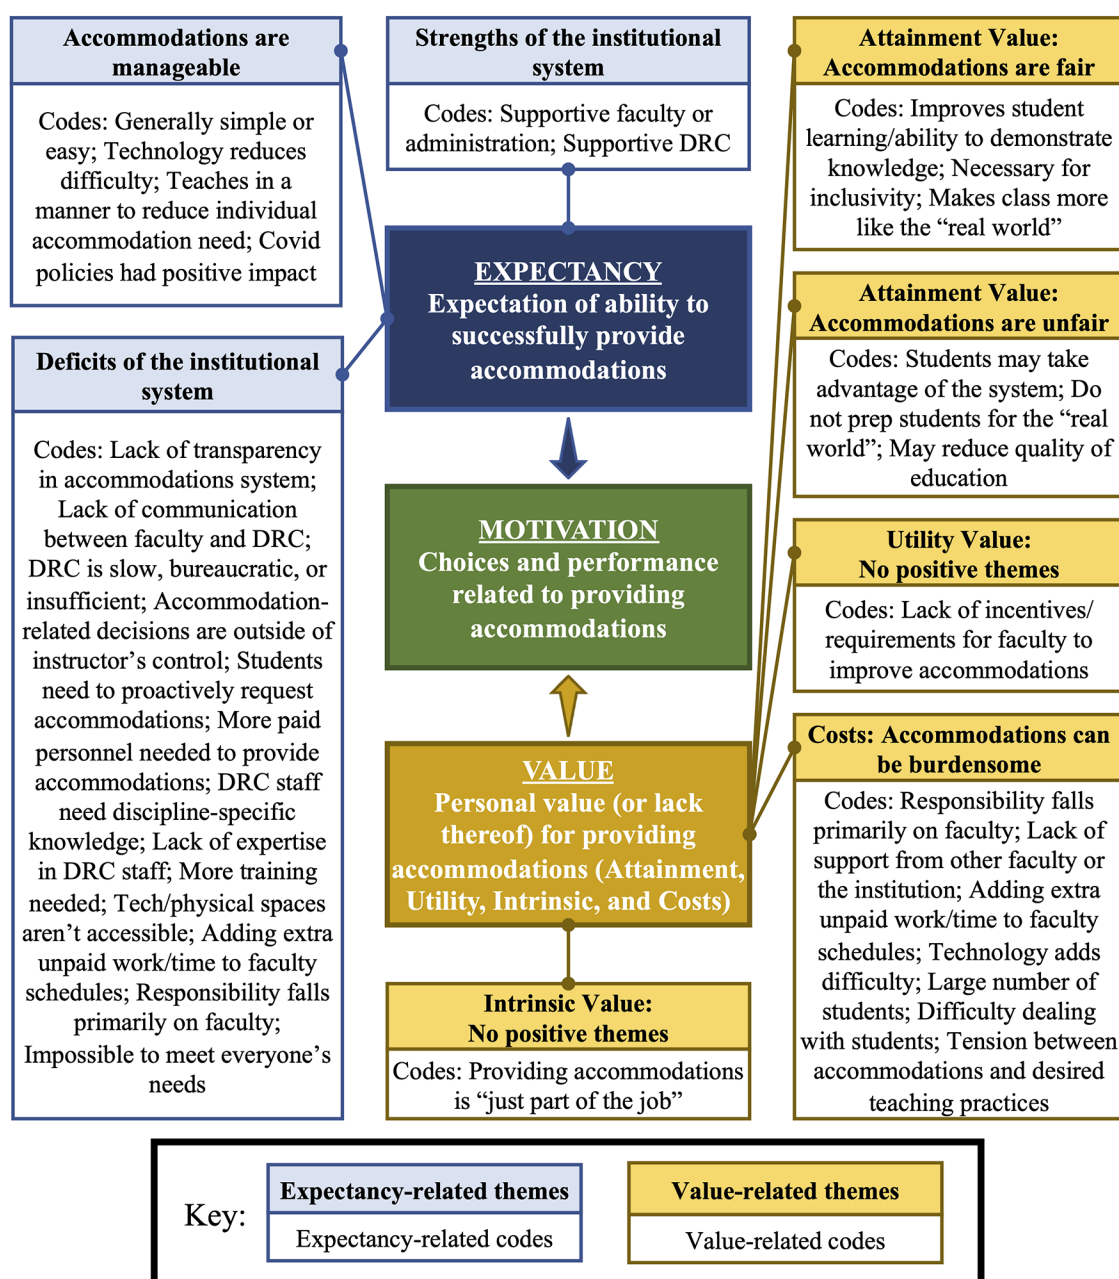 Accommodations are
manageable
Codes: Generally simple or
easy; Technology reduces
difficulty; Teaches in a
manner to reduce individual
accommodation need; Covid
policies had positive impact
Deficits of the institutional
system
Codes: Lack of transparency
in accommodations system;
Lack of communication
between faculty and DRC;
DRC is slow, bureaucratic, or
insufficient; Accommodation-
related decisions are outside of
instructor's control; Students
need to proactively request
accommodations; More paid
personnel needed to provide
accommodations; DRC staff
need discipline-specific
knowledge; Lack of expertise
in DRC staff; More training
needed; Tech/physical spaces
aren't accessible; Adding extra
unpaid work/time to faculty
schedules; Responsibility falls
primarily on faculty;
Impossible to meet everyone's
needs
Strengths of the institutional
system
Codes: Supportive faculty or
administration; Supportive DRC
EXPECTANCY
Expectation of ability to
successfully provide
accommodations
MOTIVATION
Choices and performance
related to providing
accommodations
VALUE
Personal value (or lack
thereof) for providing
accommodations (Attainment,
Utility, Intrinsic, and Costs)
Intrinsic Value:
No positive themes
Codes: Providing accommodations
is “just part of the job”
Attainment Value:
Accommodations are fair
Codes: Improves student
learning/ability to demonstrate
knowledge; Necessary for
inclusivity; Makes class more
like the “real world”
Attainment Value:
Accommodations are unfair
Codes: Students may take
advantage of the system; Do
not prep students for the “real
world”; May reduce quality of
education
Utility Value:
No positive themes
Codes: Lack of incentives/
requirements for faculty to
improve accommodations
Costs: Accommodations can
be burdensome
Codes: Responsibility falls
primarily on faculty; Lack of
support from other faculty or
the institution; Adding extra
unpaid work/time to faculty
schedules; Technology adds
difficulty; Large number of
students; Difficulty dealing
with students; Tension between
accommodations and desired
teaching practices
Key:
Expectancy-related themes
Expectancy-related codes
Value-related themes
Value-related codes